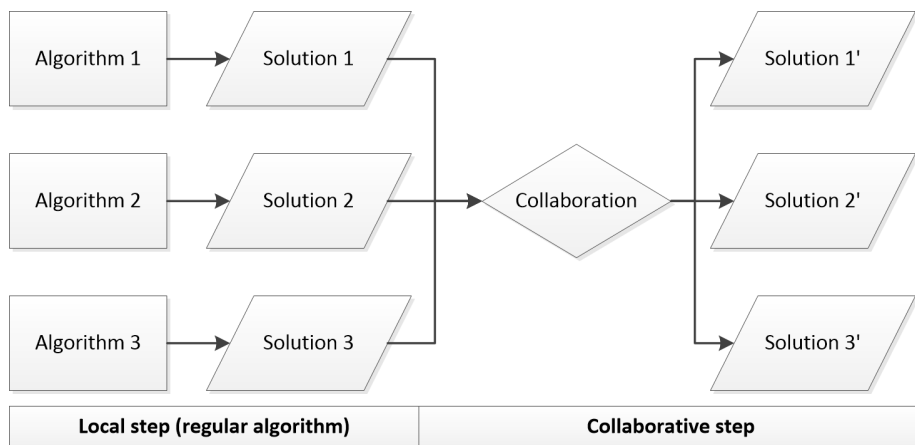 Algorithm 1
Solution 1
Solution 1'
Algorithm 2
Solution 2
Collaboration
Solution 2'
Algorithm 3
Solution 3
Solution 3'
Local step (regular algorithm)
Collaborative step